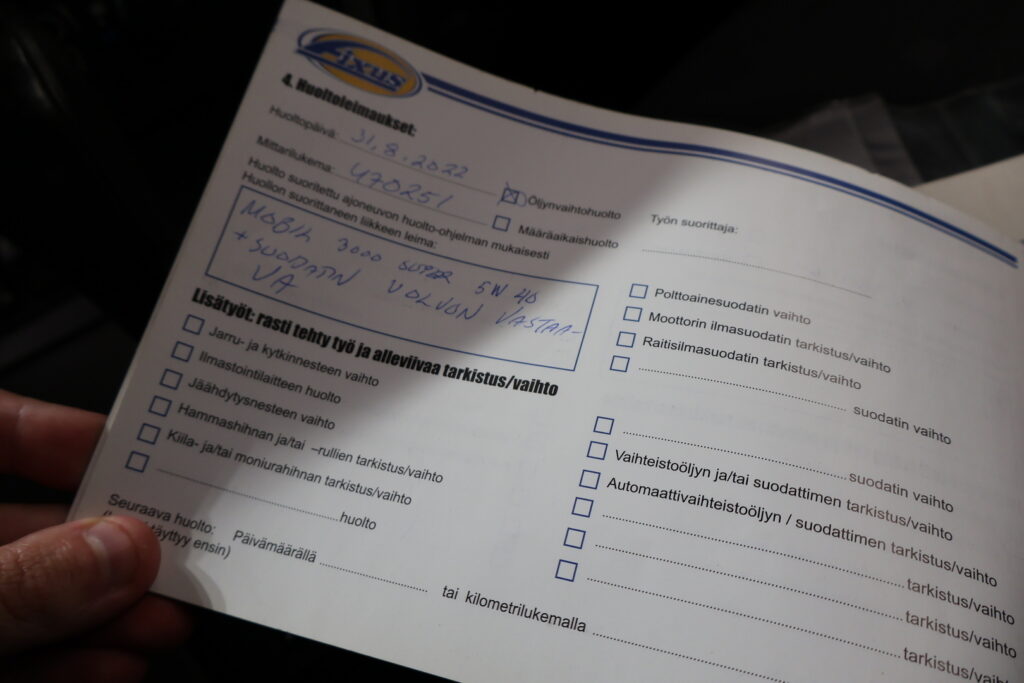 Fixus
4. Huoltoleimaukset:
Huoltopäivä: 31.8.2022
Mittarilukema: 470251
Öljynvaihtohuolto
Huolto suoritettu ajoneuvon huolto-ohjelman mukaisesti
Määräaikaishuolto
Huollon suorittaneen liikkeen leima:
MOBIL 3000 SUPER 5W 40
+ SUODATIN VOLVON VASTAA-
VA
Lisätyöt: rasti tehty työ ja alleviivaa tarkistus/vaihto
Jarru- ja kytkinnesteen vaihto
Ilmastointilaitteen huolto
Jäähdytysnesteen vaihto
Hammashihnan ja/tai –rullien tarkistus/vaihto
Kiila- ja/tai moniurahihnan tarkistus/vaihto
huolto
Seuraava huolto: Päivämäärällä
täyttyy ensin)
tai kilometrilukemalla
Työn suorittaja:
Polttoainesuodatin vaihto
Moottorin ilmasuodatin tarkistus/vaihto
Raitisilmasuodatin tarkistus/vaihto
suodatin vaihto
suodatin vaihto
Vaihteistoöljyn ja/tai suodattimen tarkistus/vaihto
Automaattivaihteistoöljyn / suodattimen tarkistus/vaihto
tarkistus/vaihto
tarkistus/vaihto
tarkistus/vaih